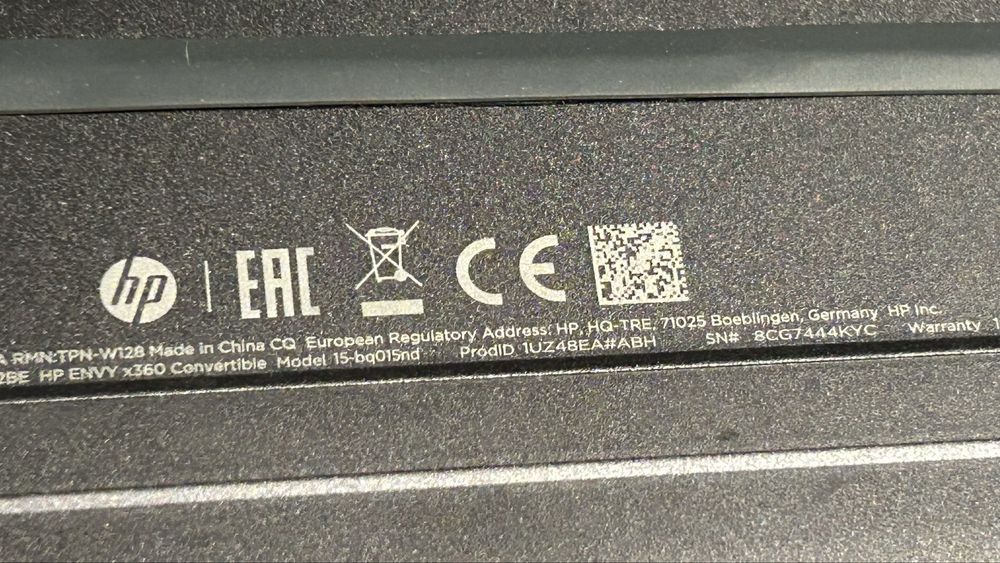 hp EAC CE
A RMN:TPN-W128 Made in China CQ European Regulatory Address: HP, HQ-TRE, 71025 Boeblingen, Germany HP Inc.
2BE HP ENVY x360 Convertible Model 15-bq015nd ProdID 1UZ48EA#ABH SN# 8CG7444KYC Warranty